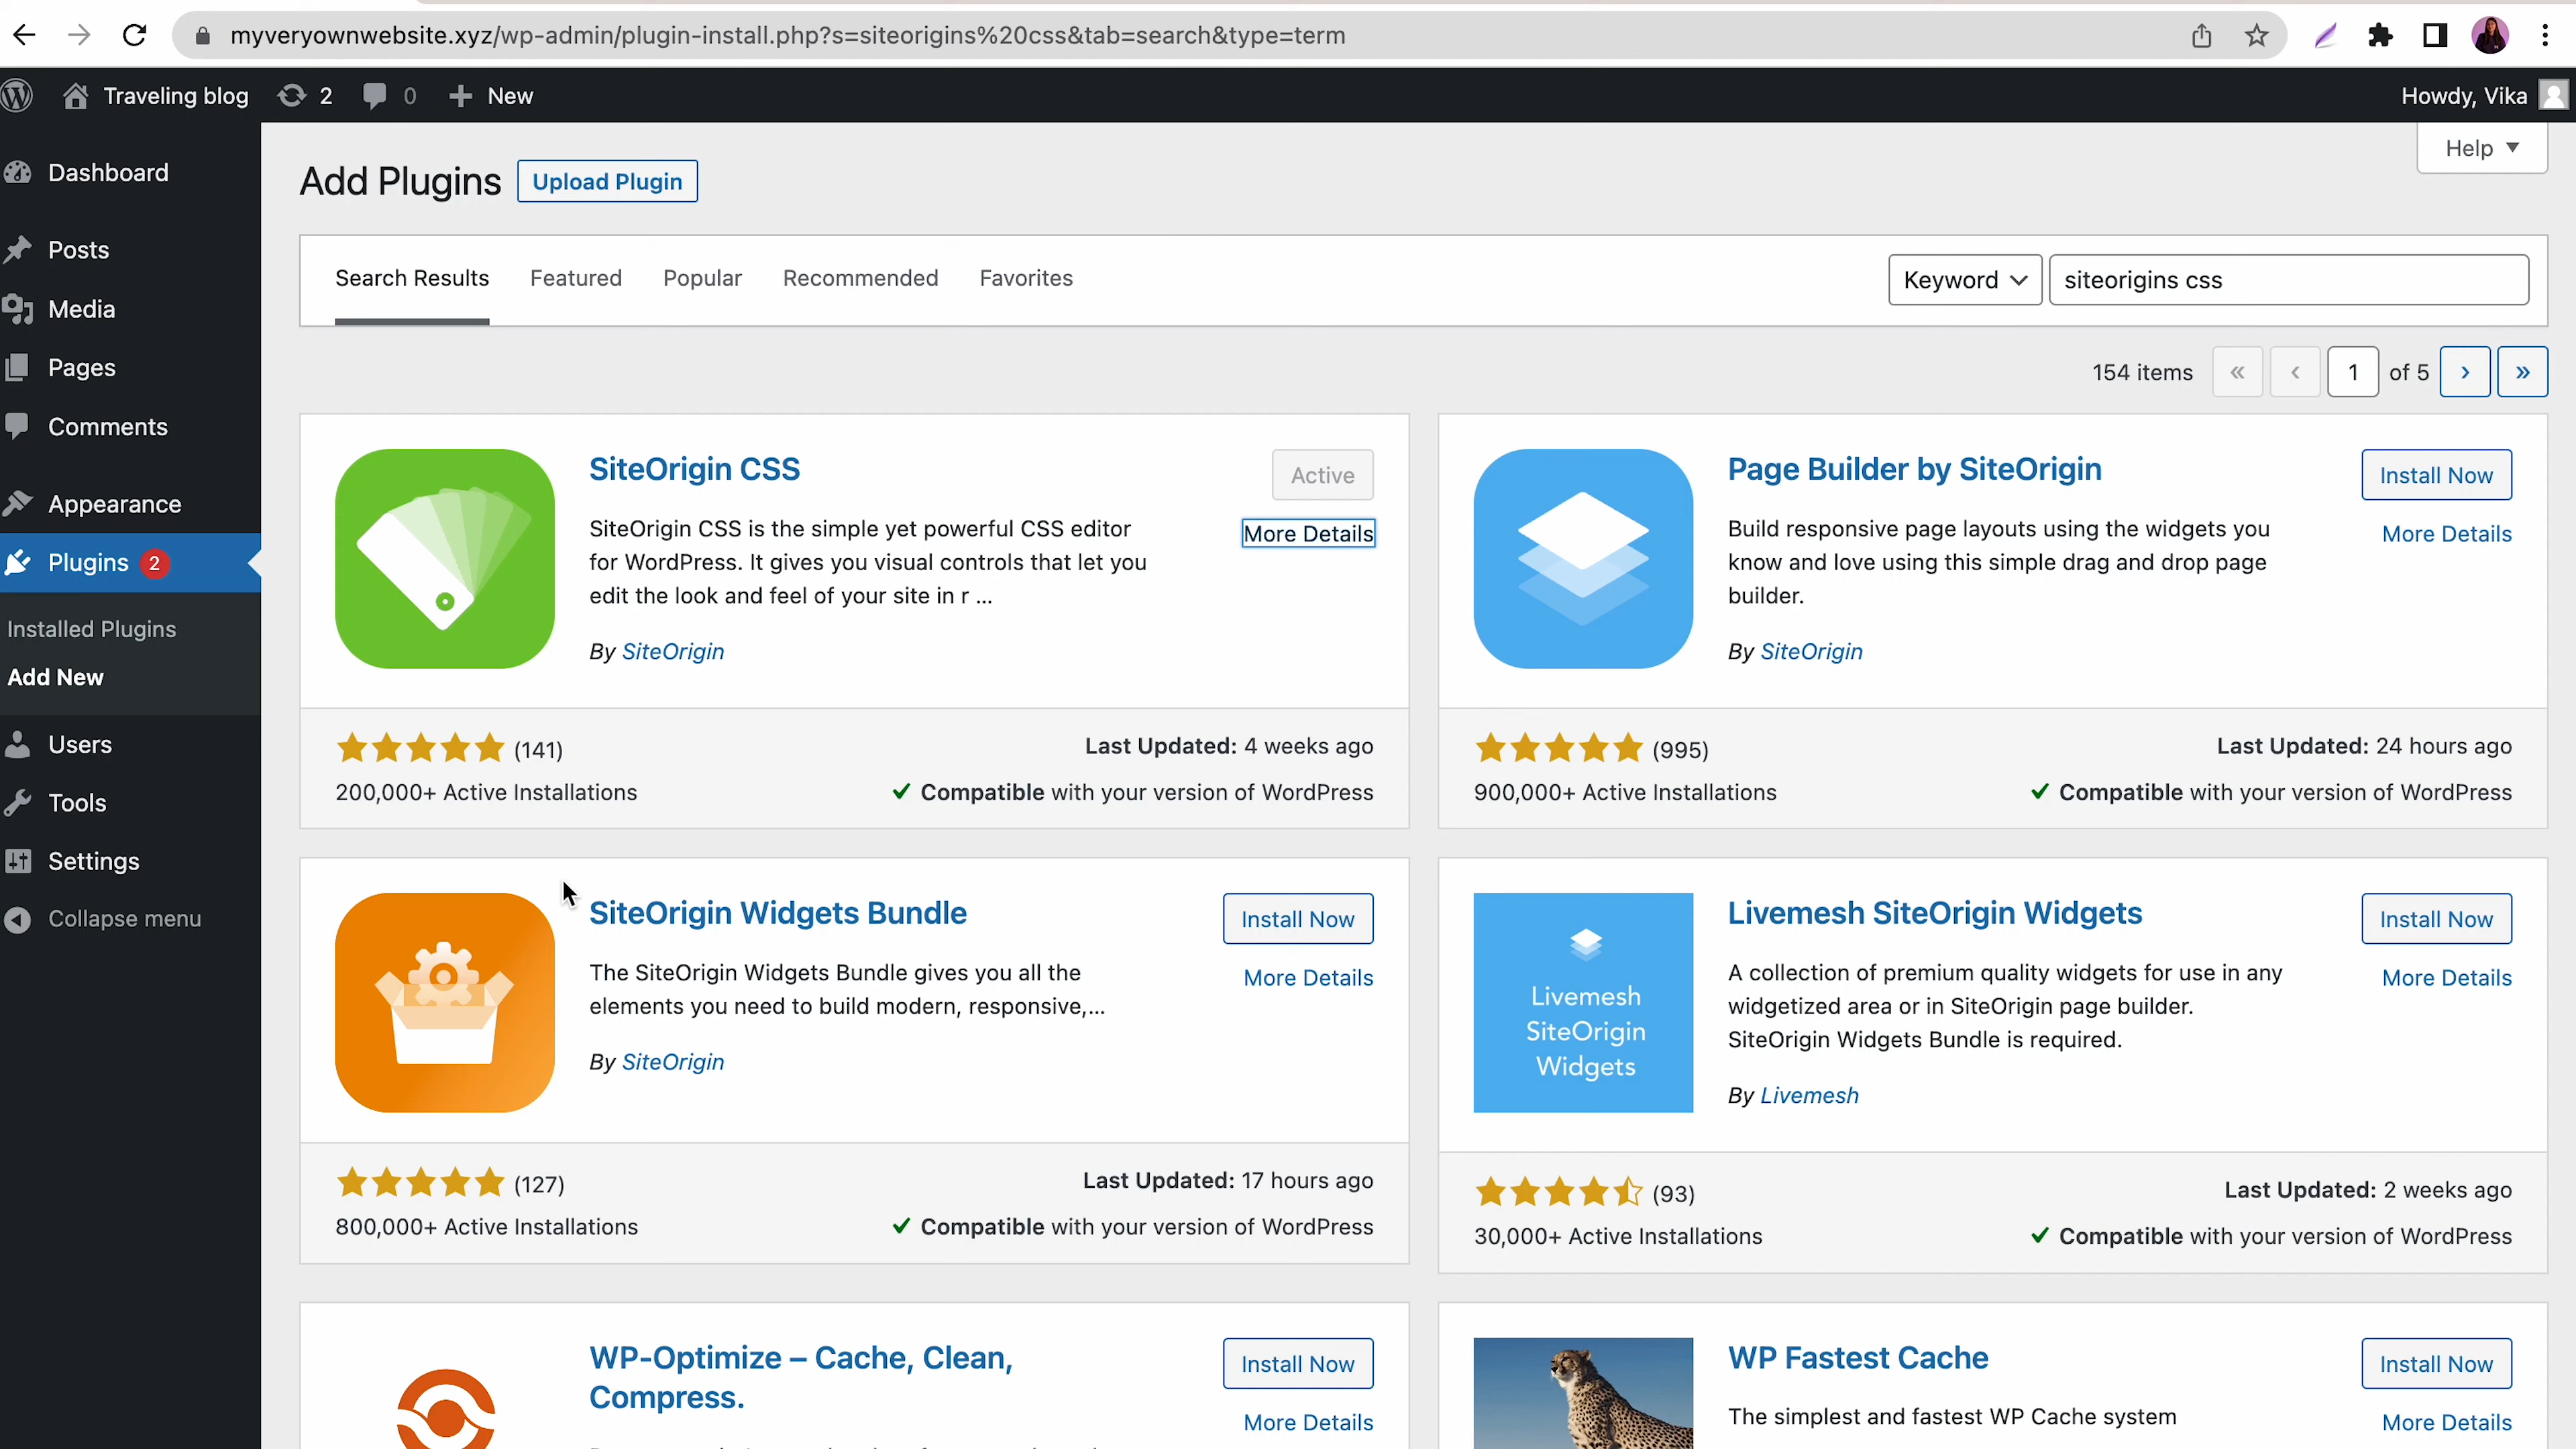 myveryownwebsite.xyz/wp-admin/plugin-install.php?s=siteorigins%20css&tab=search&type=term
Traveling blog 2 0 New
Howdy, Vika
Dashboard
Posts
Media
Pages
Comments
Appearance
Plugins 2
Installed Plugins
Add New
Users
Tools
Settings
Collapse menu
Help
Add Plugins Upload Plugin
Search Results Featured Popular Recommended Favorites
Keyword siteorigins css
154 items « ‹ 1 of 5 › »
SiteOrigin CSS
Active
More Details
SiteOrigin CSS is the simple yet powerful CSS editor
for WordPress. It gives you visual controls that let you
edit the look and feel of your site in r ...
By SiteOrigin
(141)
Last Updated: 4 weeks ago
200,000+ Active Installations
Compatible with your version of WordPress
Page Builder by SiteOrigin
Install Now
More Details
Build responsive page layouts using the widgets you
know and love using this simple drag and drop page
builder.
By SiteOrigin
(995)
Last Updated: 24 hours ago
900,000+ Active Installations
Compatible with your version of WordPress
SiteOrigin Widgets Bundle
Install Now
More Details
The SiteOrigin Widgets Bundle gives you all the
elements you need to build modern, responsive,...
By SiteOrigin
(127)
Last Updated: 17 hours ago
800,000+ Active Installations
Compatible with your version of WordPress
Livemesh
SiteOrigin
Widgets
Livemesh SiteOrigin Widgets
Install Now
More Details
A collection of premium quality widgets for use in any
widgetized area or in SiteOrigin page builder.
SiteOrigin Widgets Bundle is required.
By Livemesh
(93)
Last Updated: 2 weeks ago
30,000+ Active Installations
Compatible with your version of WordPress
WP-Optimize – Cache, Clean,
Compress.
Install Now
More Details
WP Fastest Cache
Install Now
More Details
The simplest and fastest WP Cache system